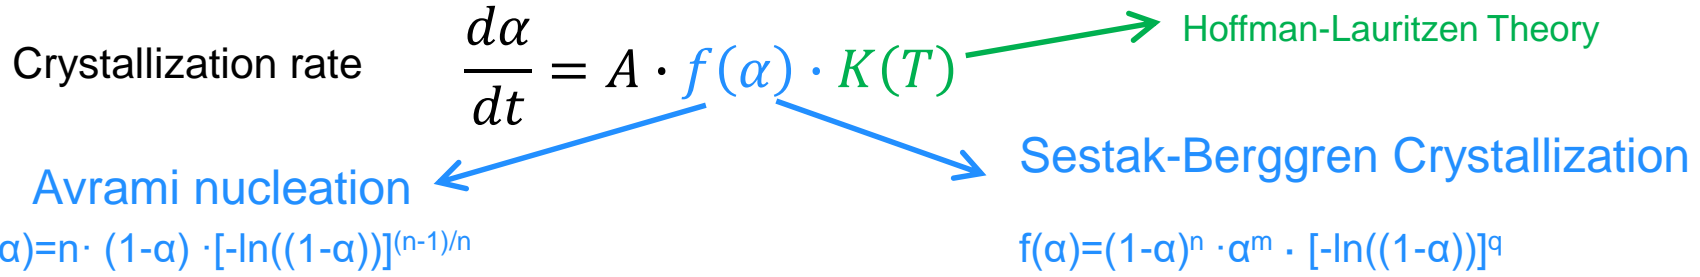 Hoffman-Lauritzen Theory
Crystallization rate dα/dt = A · f(α) · K(T)
Sestak-Berggren Crystallization
Avrami nucleation
α)=n· (1-α) ·[-ln((1-α))]^(n-1)/n
f(α)=(1-α)^n ·α^m · [-ln((1-α))]^q